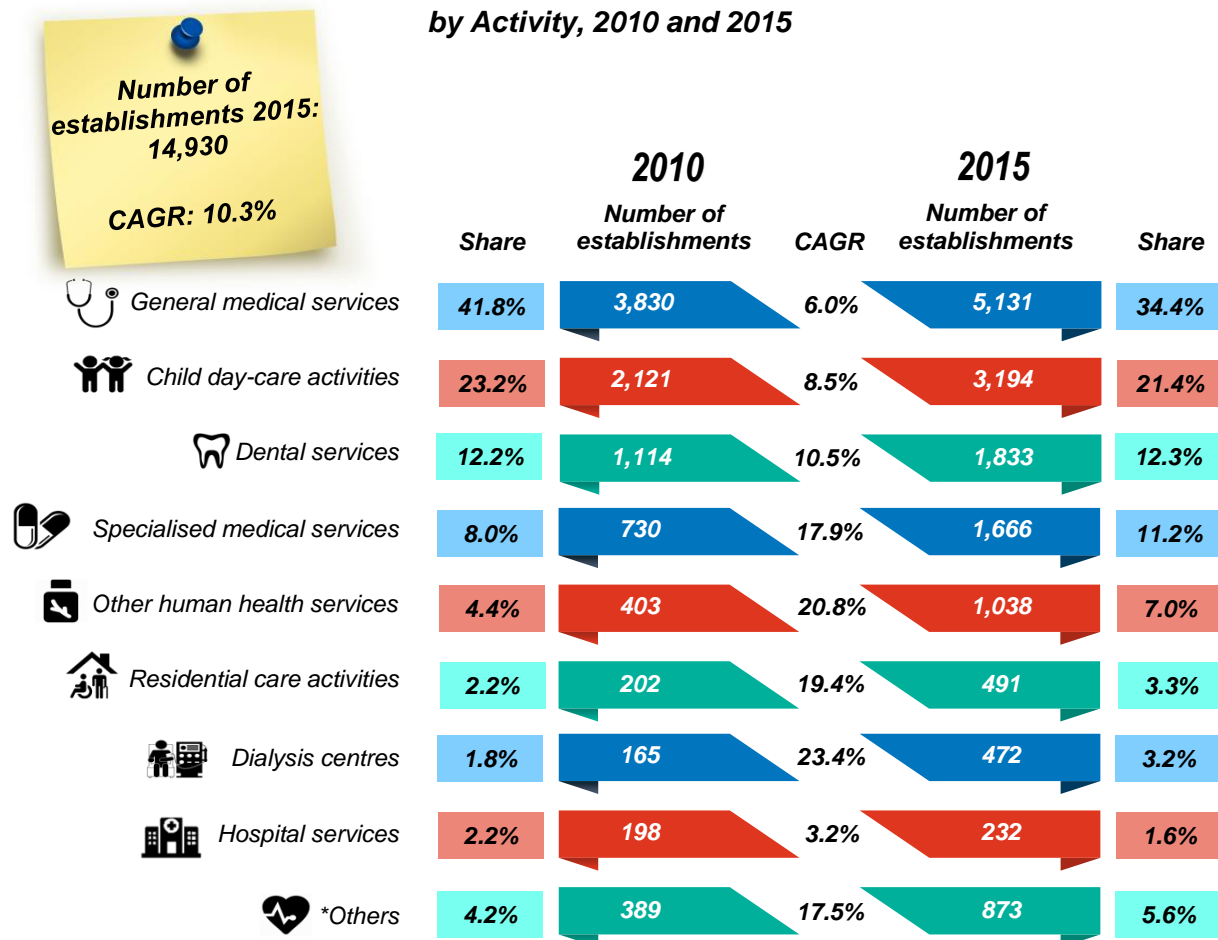 by Activity, 2010 and 2015
Number of
establishments 2015:
14,930
CAGR: 10.3%
2010
2015
Share
Number of
establishments
CAGR
Number of
establishments
Share
General medical services 41.8% 3,830 6.0% 5,131 34.4%
Child day-care activities 23.2% 2,121 8.5% 3,194 21.4%
Dental services 12.2% 1,114 10.5% 1,833 12.3%
Specialised medical services 8.0% 730 17.9% 1,666 11.2%
Other human health services 4.4% 403 20.8% 1,038 7.0%
Residential care activities 2.2% 202 19.4% 491 3.3%
Dialysis centres 1.8% 165 23.4% 472 3.2%
Hospital services 2.2% 198 3.2% 232 1.6%
*Others 4.2% 389 17.5% 873 5.6%